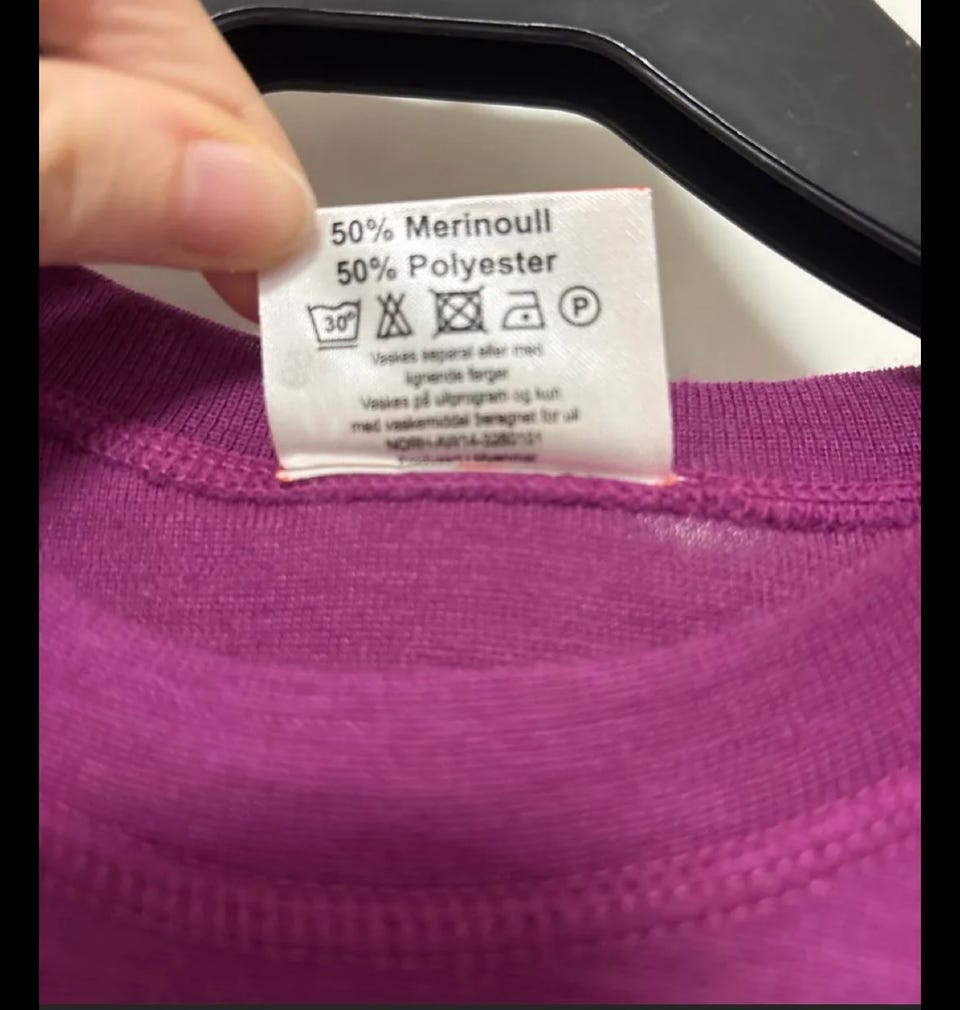 50% Merinoull
50% Polyester
30° P
Vaskes separat eller med
lignende farger
Vaskes på ullprogram og kun
med vaskemiddel beregnet for ull